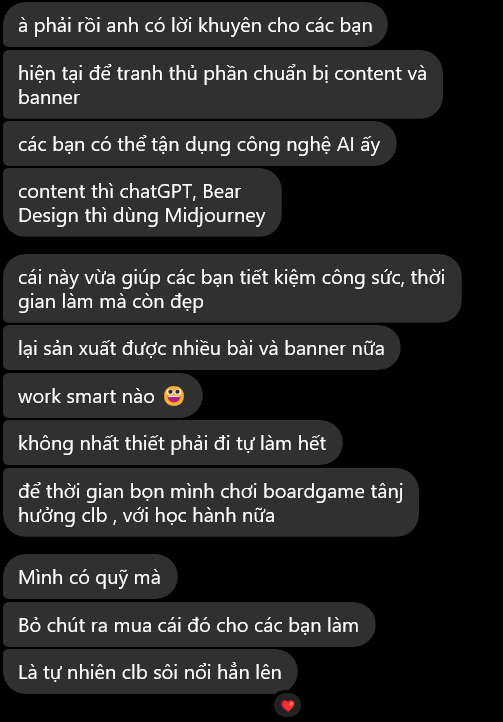 à phải rồi anh có lời khuyên cho các bạn
hiện tại để tranh thủ phần chuẩn bị content và
banner
các bạn có thể tận dụng công nghệ AI ấy
content thì chatGPT, Bear
Design thì dùng Midjourney
cái này vừa giúp các bạn tiết kiệm công sức, thời
gian làm mà còn đẹp
lại sản xuất được nhiều bài và banner nữa
work smart nào 😀
không nhất thiết phải đi tự làm hết
để thời gian bọn mình chơi boardgame tânj
hưởng clb , với học hành nữa
Mình có quỹ mà
Bỏ chút ra mua cái đó cho các bạn làm
Là tự nhiên clb sôi nổi hẳn lên